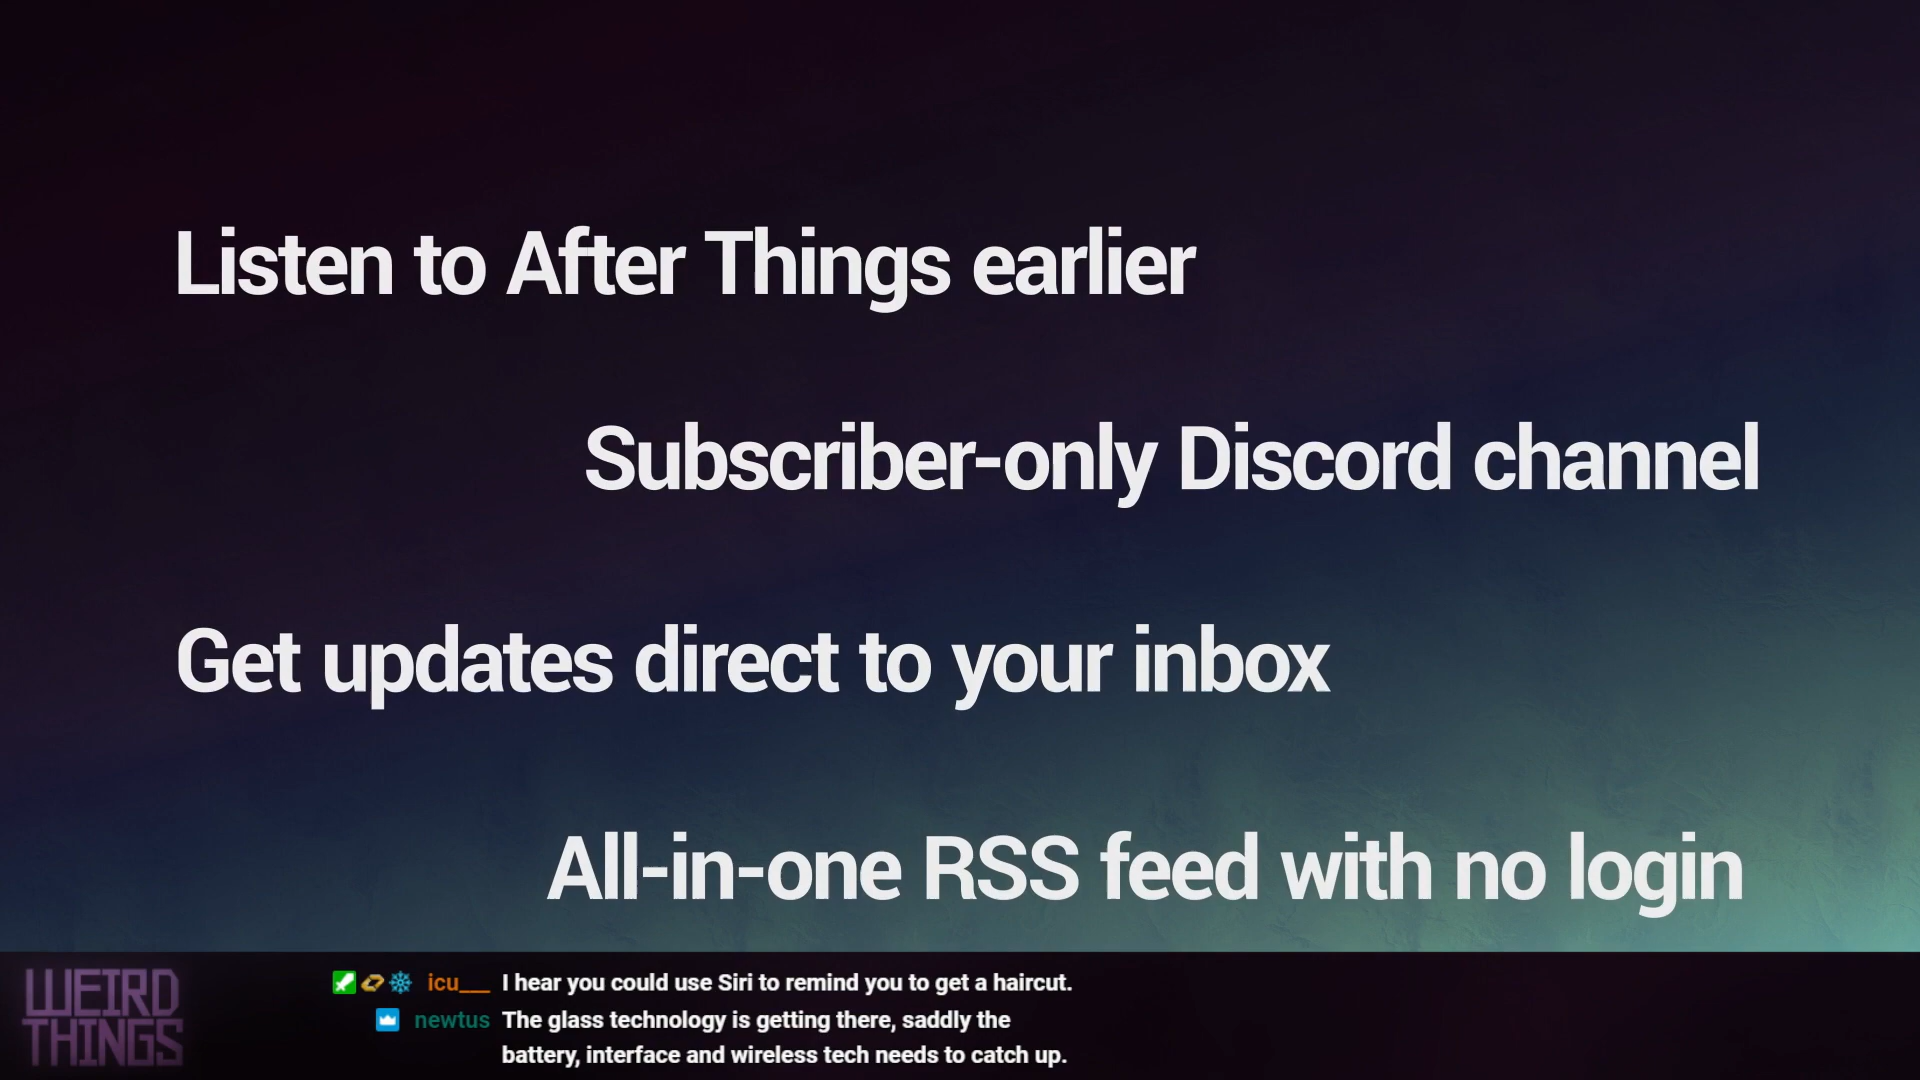 Listen to After Things earlier
Subscriber-only Discord channel
Get updates direct to your inbox
All-in-one RSS feed with no login
WEIRD
THINGS
icu___ I hear you could use Siri to remind you to get a haircut.
newtus The glass technology is getting there, saddly the
battery, interface and wireless tech needs to catch up.